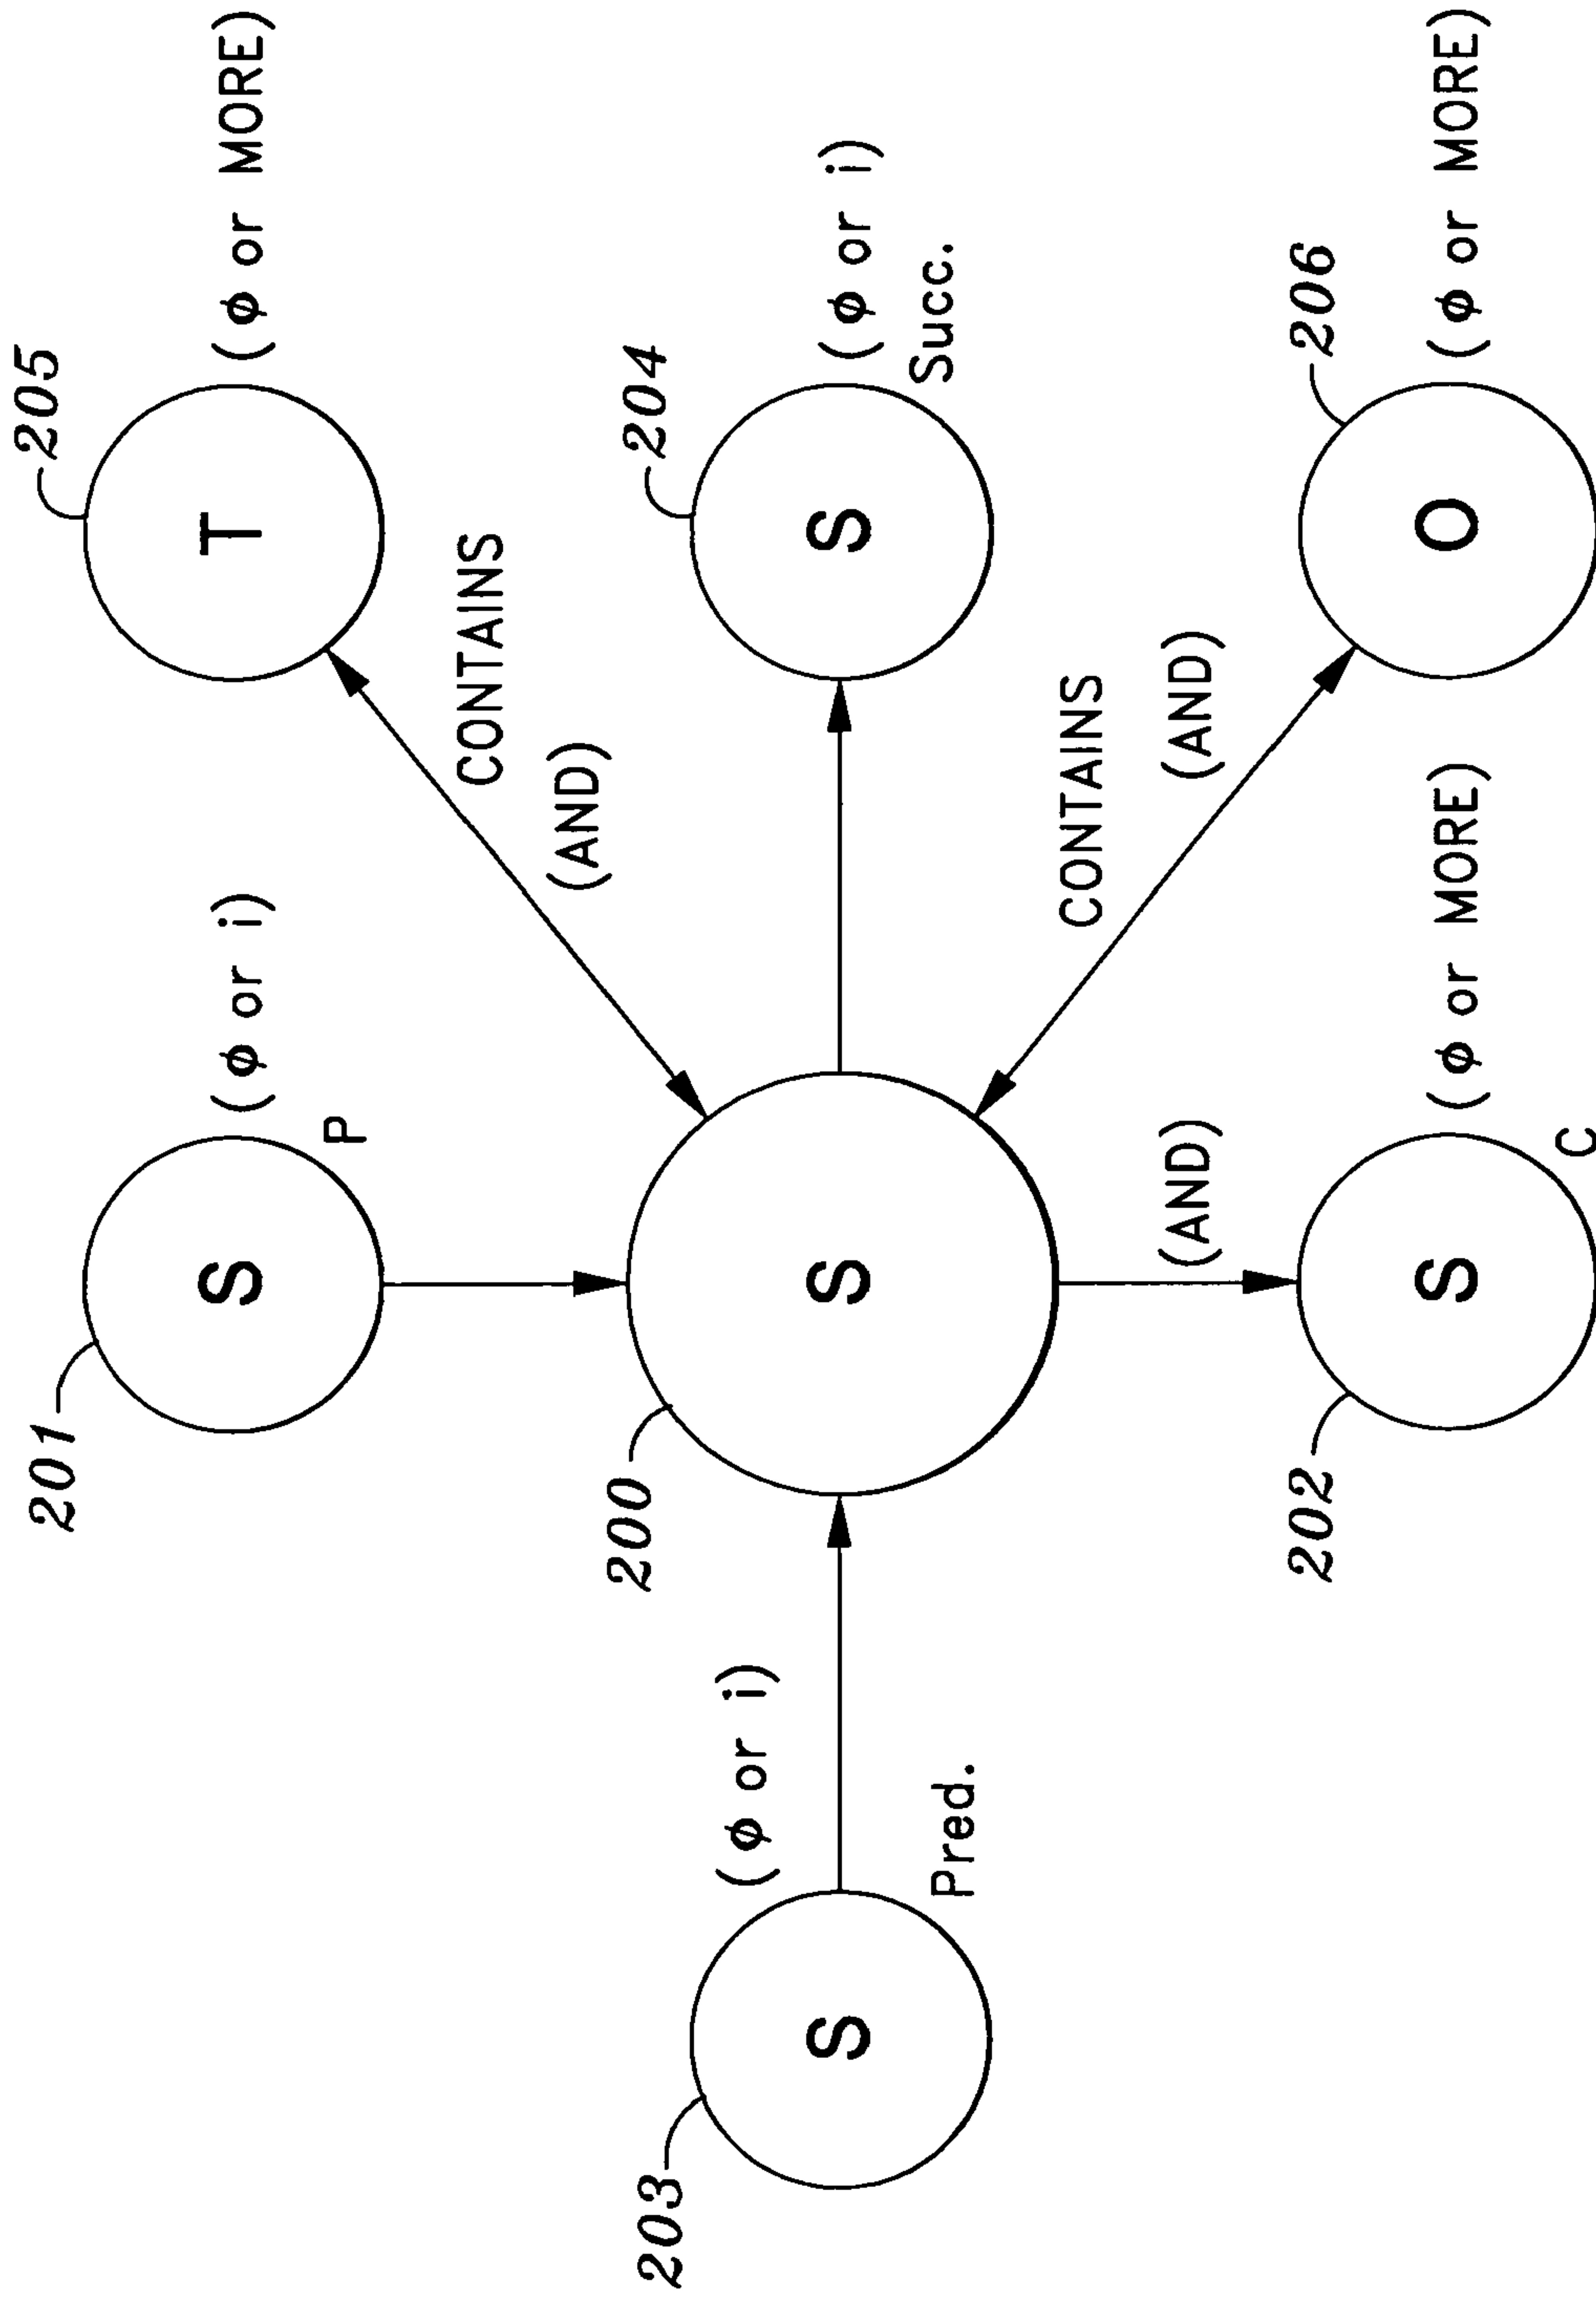 201
205
S
(ϕ or i)
T
(ϕ or MORE)
P
CONTAINS
(AND)
203
200
204
(ϕ or i)
S
S
S
(ϕ or i)
Pred.
Succ.
CONTAINS
(AND)
(AND)
202
206
S
(ϕ or MORE)
O
(ϕ or MORE)
C